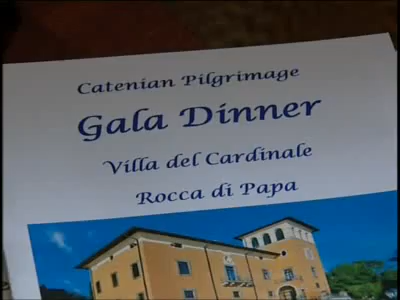 Catenian Pilgrimage
Gala Dinner
Villa del Cardinale
Rocca di Papa